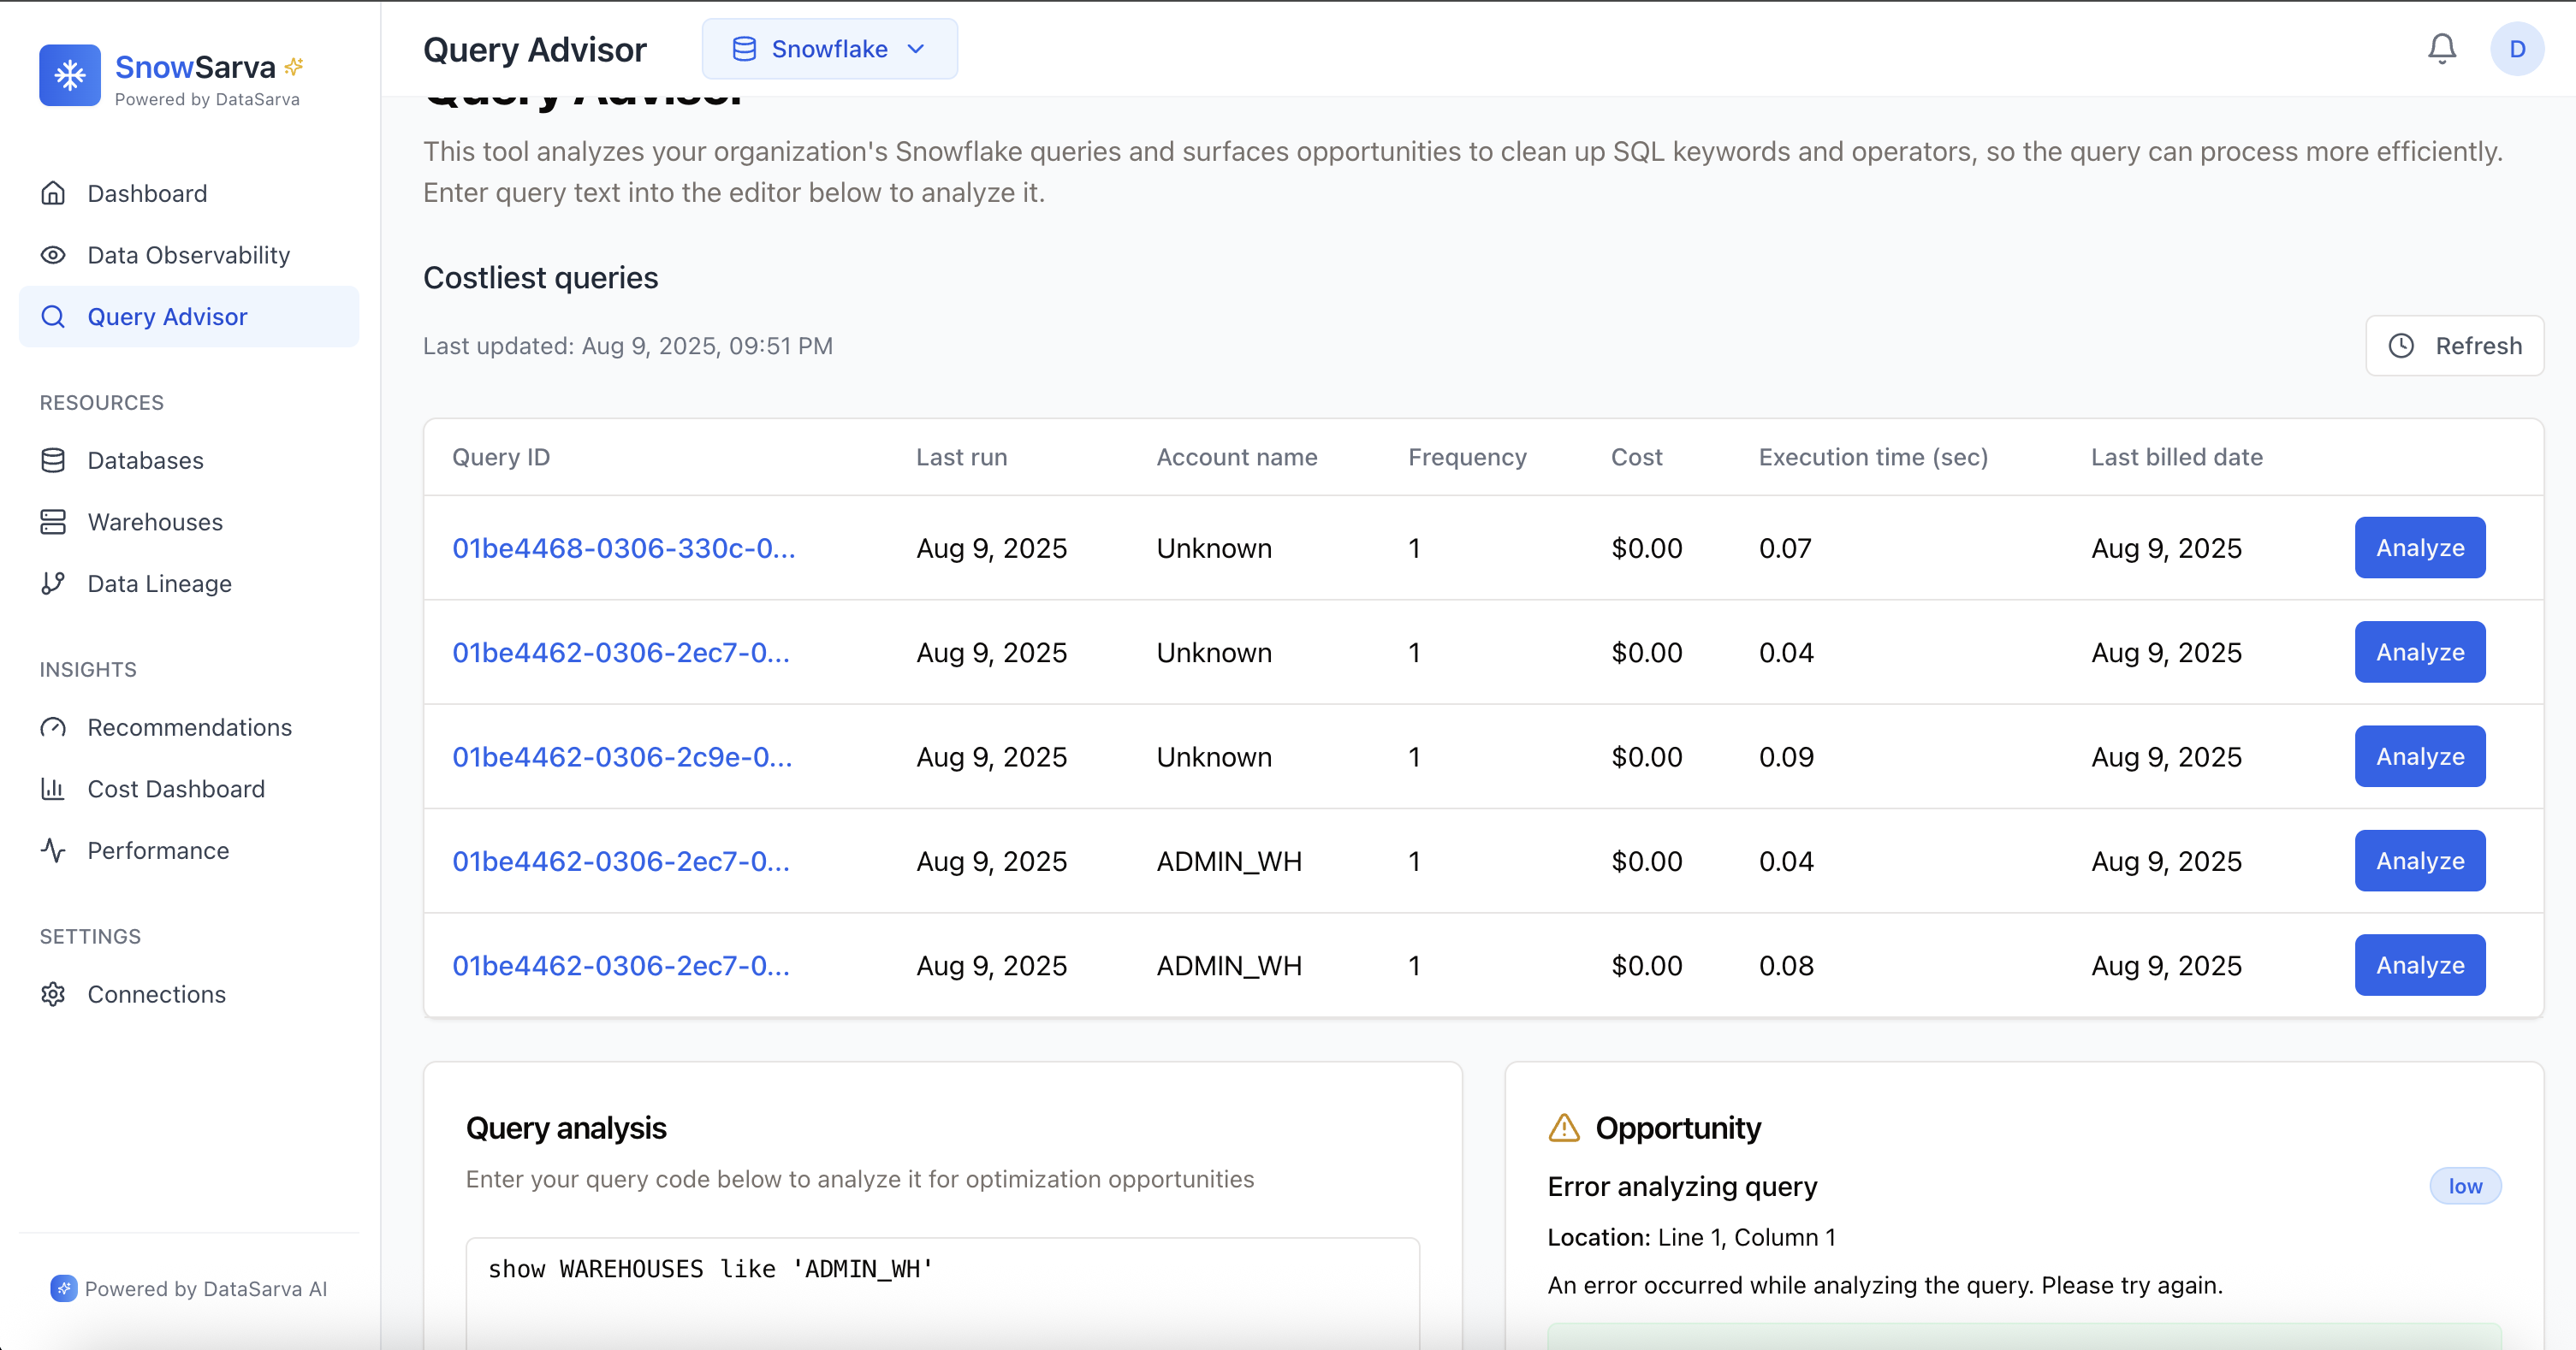 SnowSarva
Powered by DataSarva
Dashboard
Data Observability
Query Advisor
RESOURCES
Databases
Warehouses
Data Lineage
INSIGHTS
Recommendations
Cost Dashboard
Performance
SETTINGS
Connections
Powered by DataSarva AI
Query Advisor
Snowflake
D
Query Advisor
This tool analyzes your organization's Snowflake queries and surfaces opportunities to clean up SQL keywords and operators, so the query can process more efficiently.
Enter query text into the editor below to analyze it.
Costliest queries
Last updated: Aug 9, 2025, 09:51 PM
Refresh
Query ID Last run Account name Frequency Cost Execution time (sec) Last billed date
01be4468-0306-330c-0... Aug 9, 2025 Unknown 1 $0.00 0.07 Aug 9, 2025 Analyze
01be4462-0306-2ec7-0... Aug 9, 2025 Unknown 1 $0.00 0.04 Aug 9, 2025 Analyze
01be4462-0306-2c9e-0... Aug 9, 2025 Unknown 1 $0.00 0.09 Aug 9, 2025 Analyze
01be4462-0306-2ec7-0... Aug 9, 2025 ADMIN_WH 1 $0.00 0.04 Aug 9, 2025 Analyze
01be4462-0306-2ec7-0... Aug 9, 2025 ADMIN_WH 1 $0.00 0.08 Aug 9, 2025 Analyze
Query analysis
Enter your query code below to analyze it for optimization opportunities
show WAREHOUSES like 'ADMIN_WH'
Opportunity
Error analyzing query
low
Location: Line 1, Column 1
An error occurred while analyzing the query. Please try again.